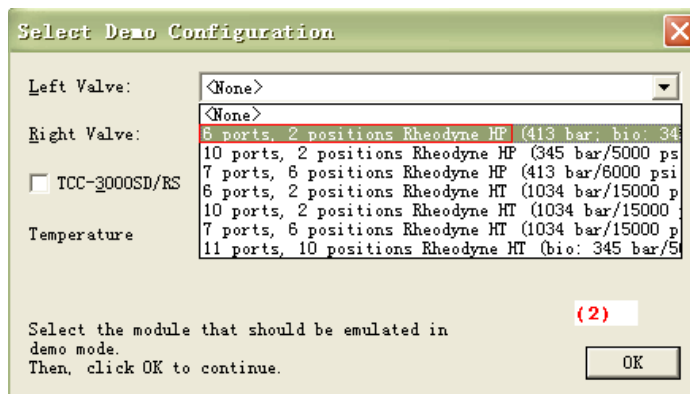 Select Demo Configuration
Left Valve:
<None>
<None>
Right Valve:
6 ports, 2 positions Rheodyne HP (413 bar; bio: 34
10 ports, 2 positions Rheodyne HP (345 bar/5000 ps
7 ports, 6 positions Rheodyne HP (413 bar/6000 psi
TCC-3000SD/RS
6 ports, 2 positions Rheodyne HT (1034 bar/15000 p
10 ports, 2 positions Rheodyne HT (1034 bar/15000
7 ports, 6 positions Rheodyne HT (1034 bar/15000 p
Temperature
11 ports, 10 positions Rheodyne HT (bio: 345 bar/50
(2)
Select the module that should be emulated in
demo mode.
Then, click OK to continue.
OK